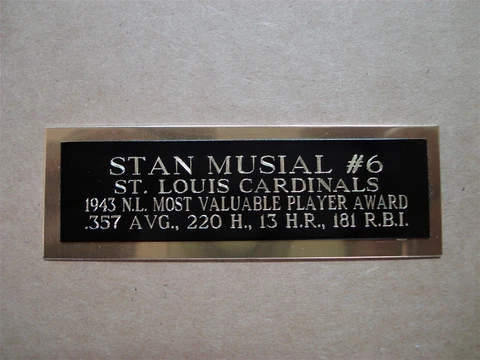 STAN MUSIAL #6
ST. LOUIS CARDINALS
1943 N.L. MOST VALUABLE PLAYER AWARD
.357 AVG., 220 H., 13 H.R., 181 R.B.I.